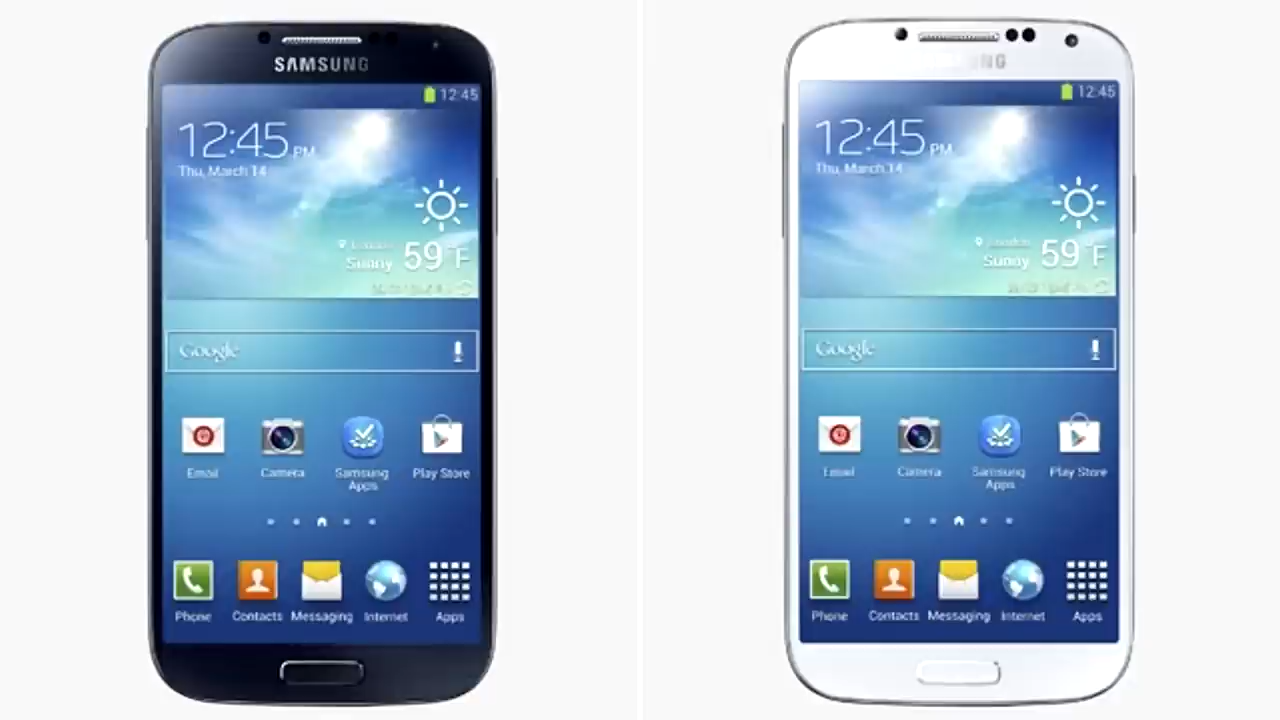 SAMSUNG
12:45
12:45 PM
Thu, March 14
London
Sunny 59°F
Google
Email Camera Samsung Apps Play Store
Phone Contacts Messaging Internet Apps
12:45
12:45 PM
Thu, March 14
London
Sunny 59°F
Google
Email Camera Samsung Apps Play Store
Phone Contacts Messaging Internet Apps